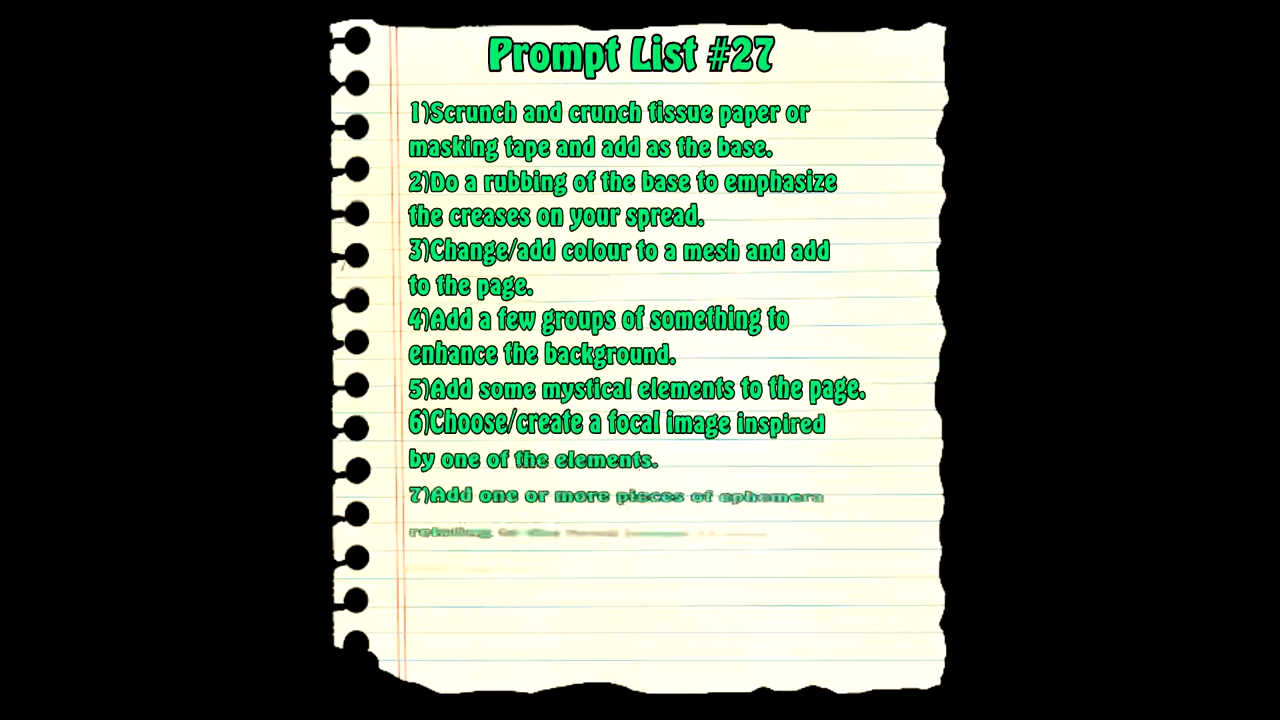 Prompt List #27
1)Scrunch and crunch tissue paper or
masking tape and add as the base.
2)Do a rubbing of the base to emphasize
the creases on your spread.
3)Change/add colour to a mesh and add
to the page.
4)Add a few groups of something to
enhance the background.
5)Add some mystical elements to the page.
6)Choose/create a focal image inspired
by one of the elements.
7)Add one or more pieces of ephemera
relating to the